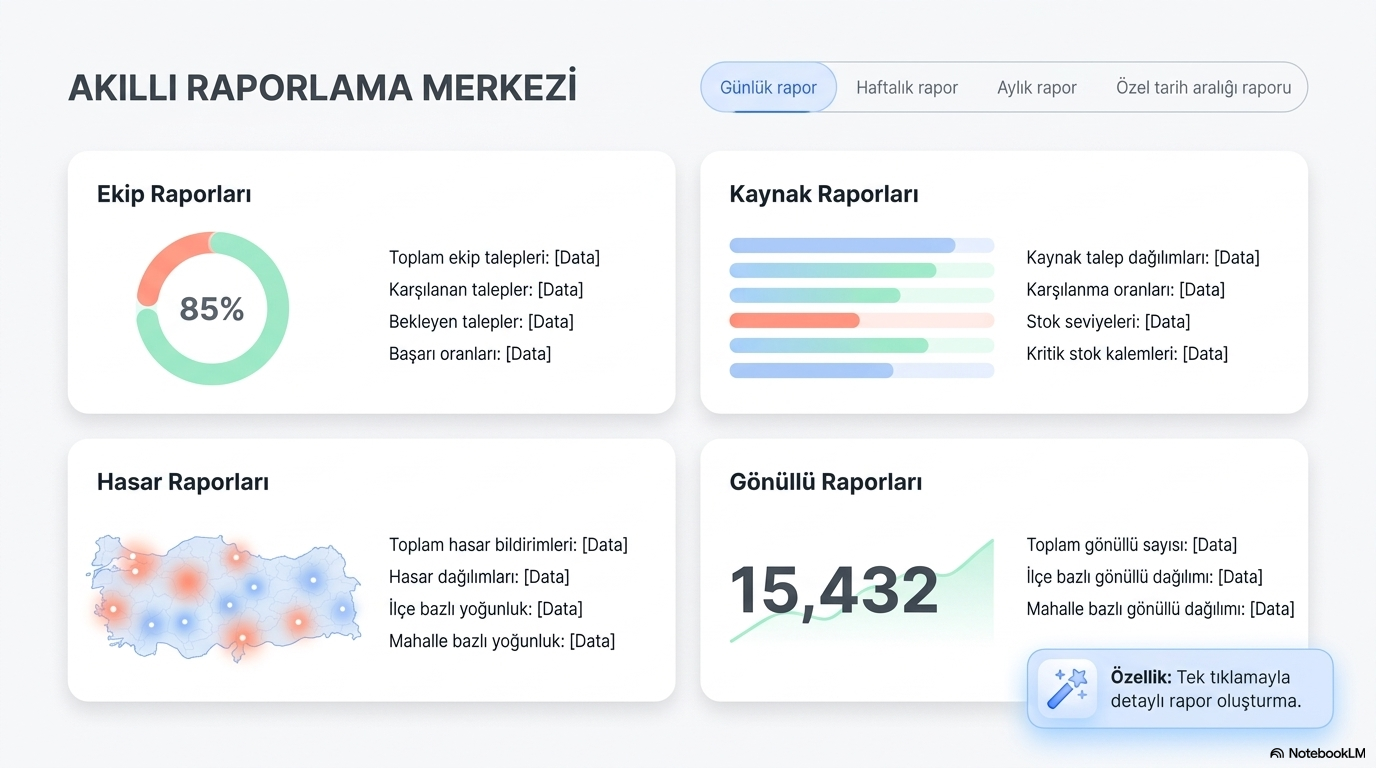 AKILLI RAPORLAMA MERKEZİ
Günlük rapor
Haftalık rapor
Aylık rapor
Özel tarih aralığı raporu
Ekip Raporları
85%
Toplam ekip talepleri: [Data]
Karşılanan talepler: [Data]
Bekleyen talepler: [Data]
Başarı oranları: [Data]
Kaynak Raporları
Kaynak talep dağılımları: [Data]
Karşılanma oranları: [Data]
Stok seviyeleri: [Data]
Kritik stok kalemleri: [Data]
Hasar Raporları
Toplam hasar bildirimleri: [Data]
Hasar dağılımları: [Data]
İlçe bazlı yoğunluk: [Data]
Mahalle bazlı yoğunluk: [Data]
Gönüllü Raporları
15,432
Toplam gönüllü sayısı: [Data]
İlçe bazlı gönüllü dağılımı: [Data]
Mahalle bazlı gönüllü dağılımı: [Data]
Özellik: Tek tıklamayla
detaylı rapor oluşturma.
NotebookLM